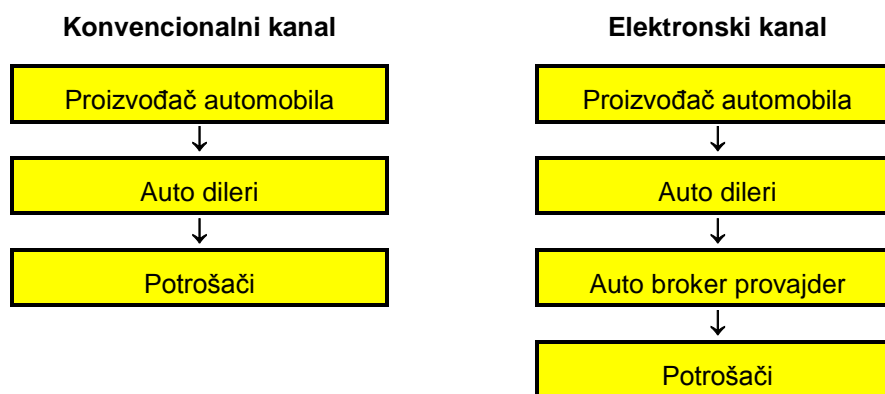 Konvencionalni kanal
Proizvođač automobila
↓
Auto dileri
↓
Potrošači
Elektronski kanal
Proizvođač automobila
↓
Auto dileri
↓
Auto broker provajder
↓
Potrošači